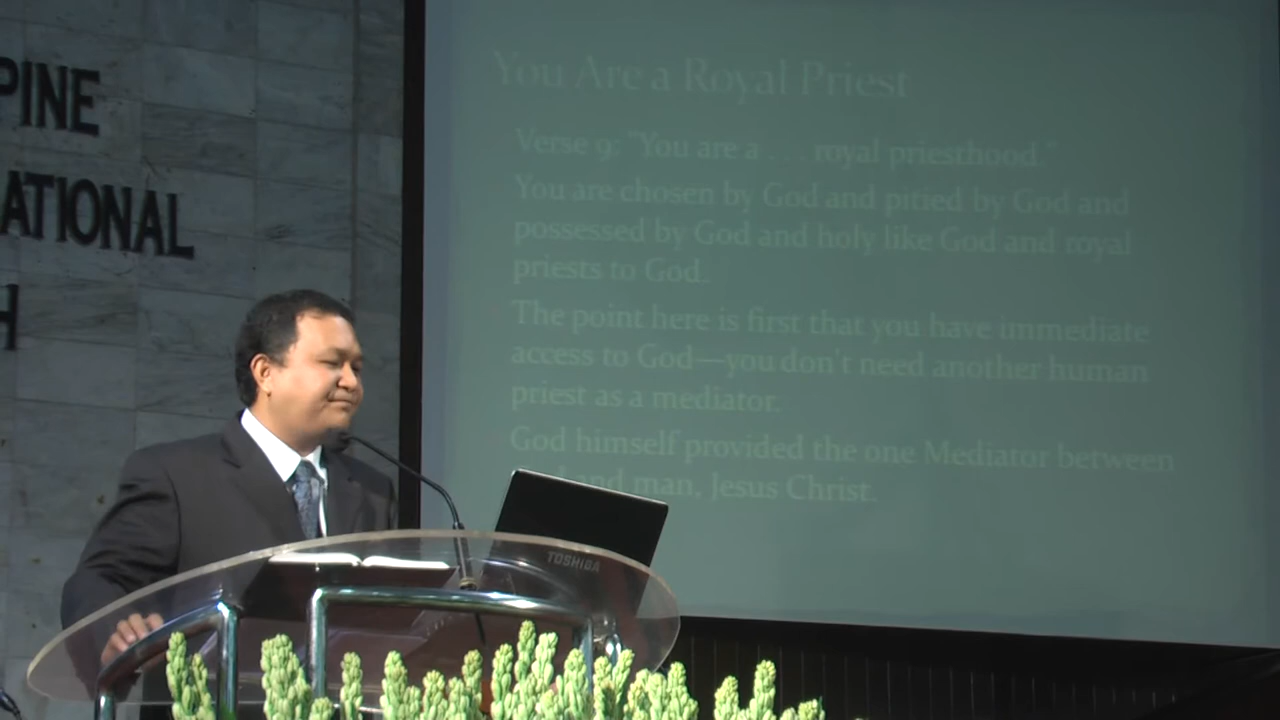 PINE
ATIONAL
H
You Are a Royal Priest
Verse 9: "You are a . . . royal priesthood."
You are chosen by God and pitied by God and
possessed by God and holy like God and royal
priests to God.
The point here is first that you have immediate
access to God—you don't need another human
priest as a mediator.
God himself provided the one Mediator between
and man, Jesus Christ.
TOSHIBA